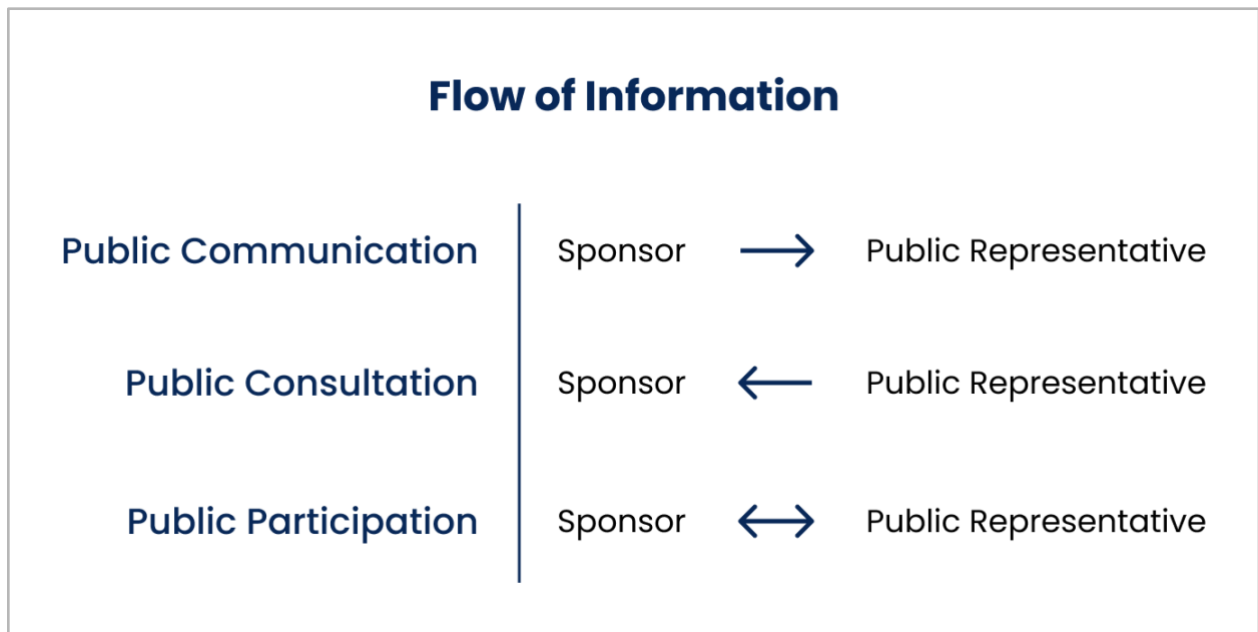 Flow of Information
Public Communication Sponsor → Public Representative
Public Consultation Sponsor ← Public Representative
Public Participation Sponsor ↔ Public Representative